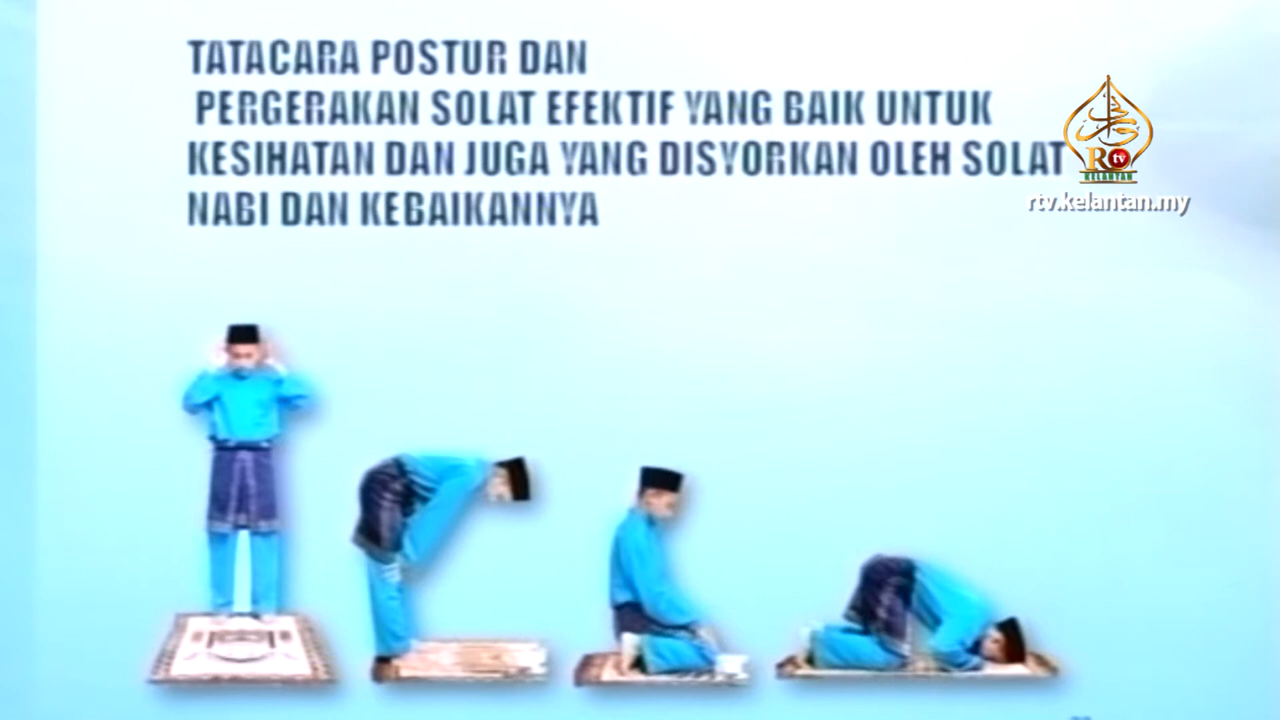 TATACARA POSTUR DAN
PERGERAKAN SOLAT EFEKTIF YANG BAIK UNTUK
KESIHATAN DAN JUGA YANG DISYORKAN OLEH SOLAT
NABI DAN KEBAIKANNYA
R tv
KELANTAN
rtv.kelantan.my